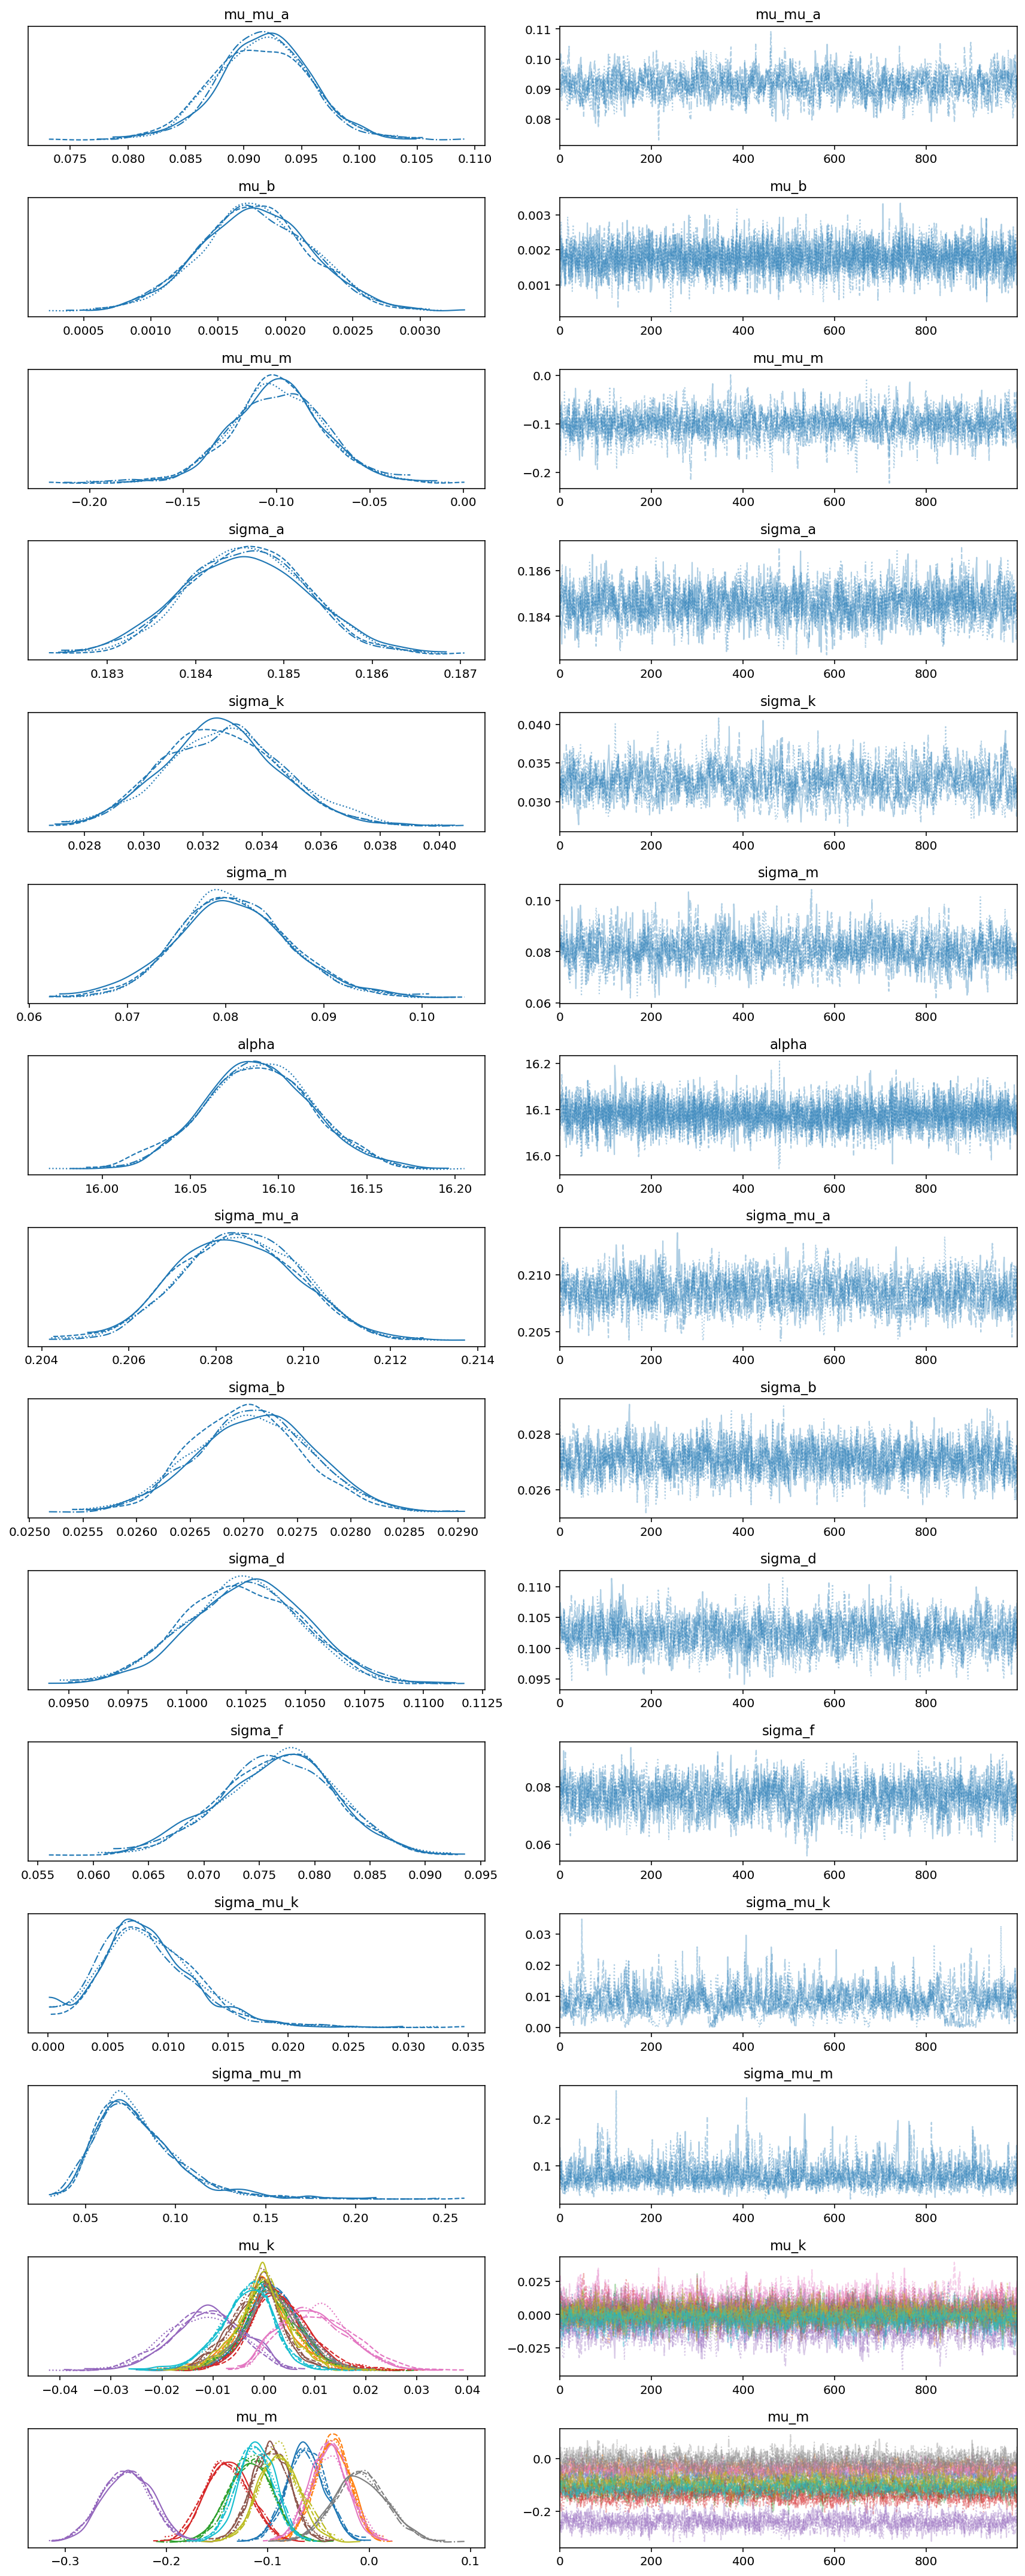 mu_mu_a mu_mu_a
0.11
0.10
0.09
0.08
0.075 0.080 0.085 0.090 0.095 0.100 0.105 0.110 0 200 400 600 800
mu_b mu_b
0.003
0.002
0.001
0.0005 0.0010 0.0015 0.0020 0.0025 0.0030 0 200 400 600 800
mu_mu_m mu_mu_m
0.0
−0.1
−0.2
−0.20 −0.15 −0.10 −0.05 0.00 0 200 400 600 800
sigma_a sigma_a
0.186
0.184
0.183 0.184 0.185 0.186 0.187 0 200 400 600 800
sigma_k sigma_k
0.040
0.035
0.030
0.028 0.030 0.032 0.034 0.036 0.038 0.040 0 200 400 600 800
sigma_m sigma_m
0.10
0.08
0.06
0.06 0.07 0.08 0.09 0.10 0 200 400 600 800
alpha alpha
16.2
16.1
16.0
16.00 16.05 16.10 16.15 16.20 0 200 400 600 800
sigma_mu_a sigma_mu_a
0.210
0.205
0.204 0.206 0.208 0.210 0.212 0.214 0 200 400 600 800
sigma_b sigma_b
0.028
0.026
0.0250 0.0255 0.0260 0.0265 0.0270 0.0275 0.0280 0.0285 0.0290 0 200 400 600 800
sigma_d sigma_d
0.110
0.105
0.100
0.095
0.095 0.0975 0.1000 0.1025 0.1050 0.1075 0.1100 0.1125 0 200 400 600 800
sigma_f sigma_f
0.08
0.06
0.055 0.060 0.065 0.070 0.075 0.080 0.085 0.090 0.095 0 200 400 600 800
sigma_mu_k sigma_mu_k
0.03
0.02
0.01
0.00
0.000 0.005 0.010 0.015 0.020 0.025 0.030 0.035 0 200 400 600 800
sigma_mu_m sigma_mu_m
0.2
0.1
0.05 0.10 0.15 0.20 0.25 0 200 400 600 800
mu_k mu_k
0.025
0.000
−0.025
−0.04 −0.03 −0.02 −0.01 0.00 0.01 0.02 0.03 0.04 0 200 400 600 800
mu_m mu_m
0.0
−0.2
−0.3 −0.2 −0.1 0.0 0.1 0 200 400 600 800